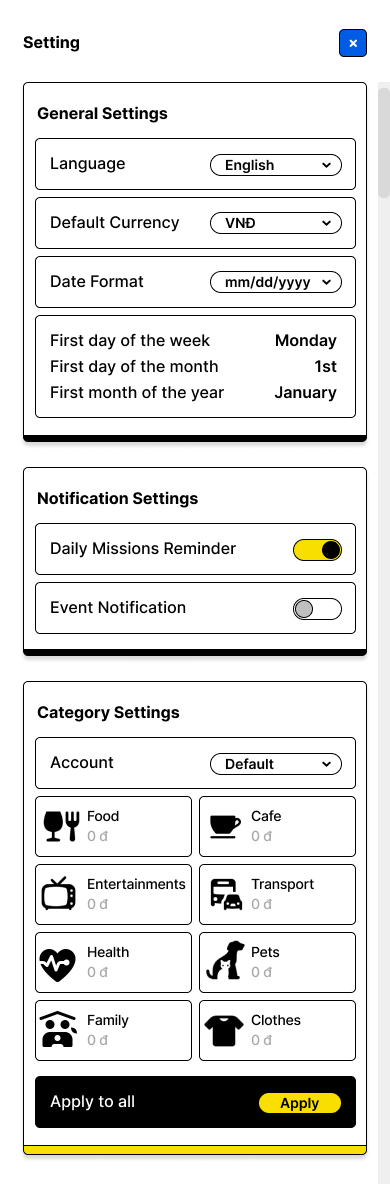 Setting
×
General Settings
Language English
Default Currency VNĐ
Date Format mm/dd/yyyy
First day of the week Monday
First day of the month 1st
First month of the year January
Notification Settings
Daily Missions Reminder
Event Notification
Category Settings
Account Default
Food Cafe
0 đ 0 đ
Entertainments Transport
0 đ 0 đ
Health Pets
0 đ 0 đ
Family Clothes
0 đ 0 đ
Apply to all Apply